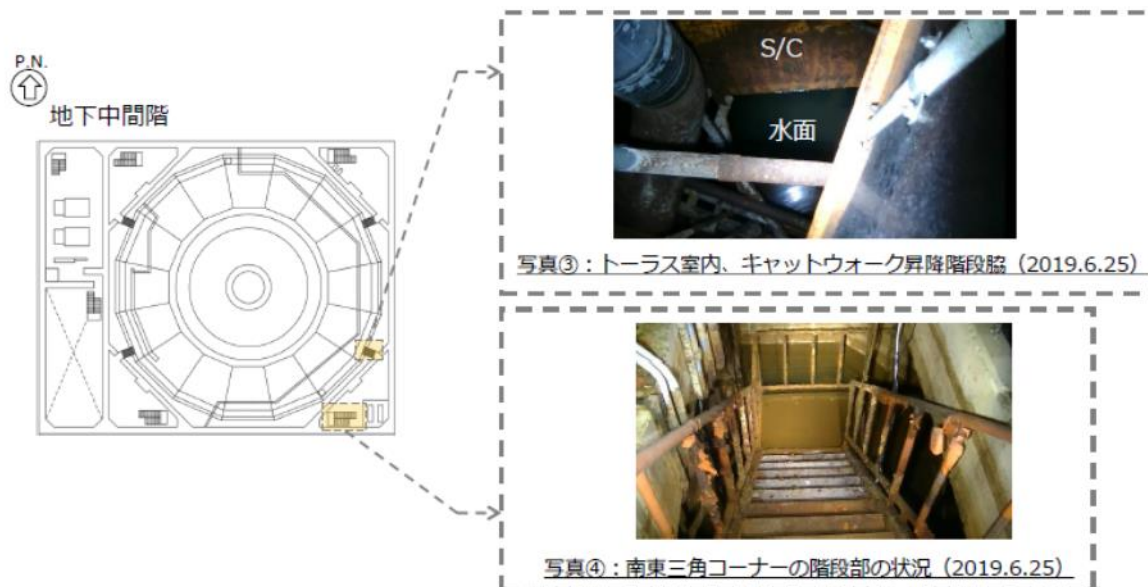 P.N.
地下中間階
S/C
水面
写真③：トーラス室内、キャットウォーク昇降階段脇（2019.6.25）
写真④：南東三角コーナーの階段部の状況（2019.6.25）